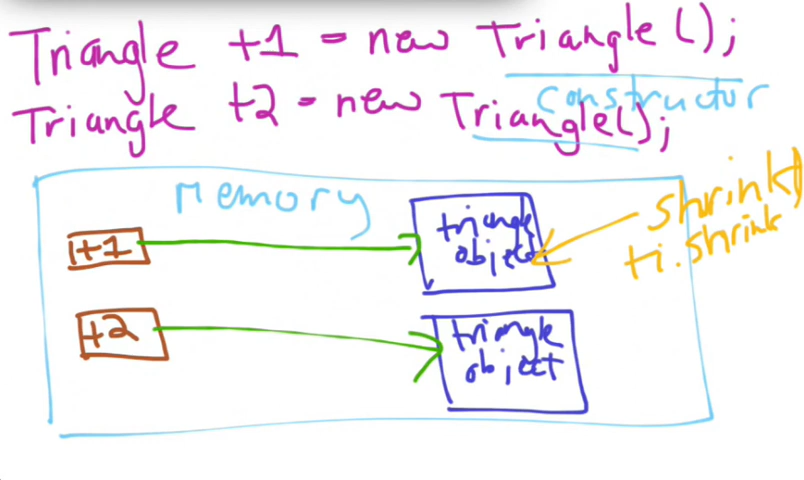 Triangle t1 = new Triangle();
constructor
Triangle t2 = new Triangle();
Memory
t1
triangle
object
shrink()
t1.shrink
t2
triangle
object